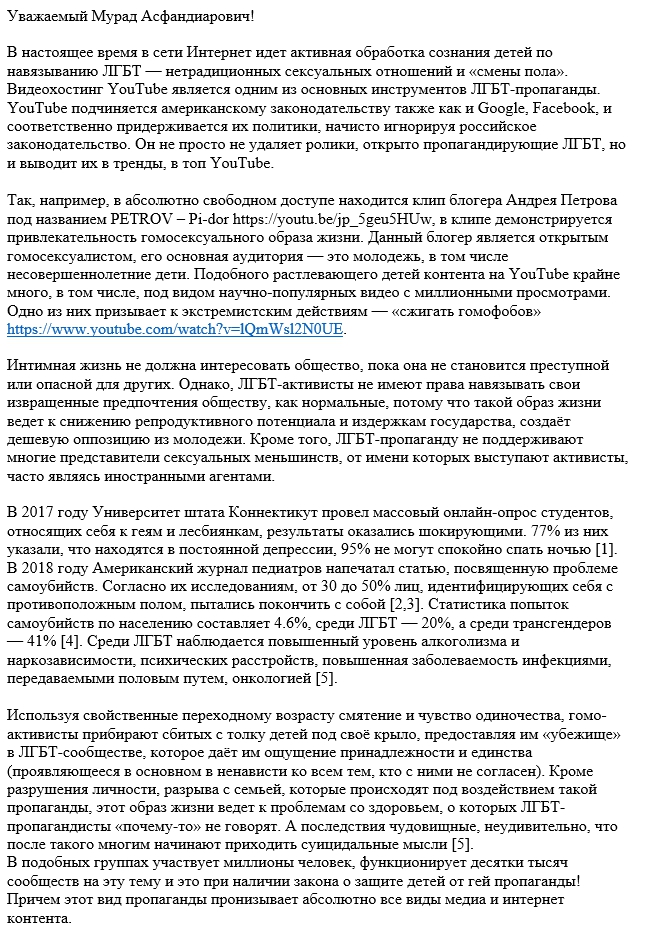 Уважаемый Мурад Асфандиарович!
В настоящее время в сети Интернет идет активная обработка сознания детей по
навязыванию ЛГБТ — нетрадиционных сексуальных отношений и «смены пола».
Видеохостинг YouTube является одним из основных инструментов ЛГБТ-пропаганды.
YouTube подчиняется американскому законодательству также как и Google, Facebook, и
соответственно придерживается их политики, начисто игнорируя российское
законодательство. Он не просто не удаляет ролики, открыто пропагандирующие ЛГБТ, но
и выводит их в тренды, в топ YouTube.
Так, например, в абсолютно свободном доступе находится клип блогера Андрея Петрова
под названием PETROV – Pi-dor https://youtu.be/jp_5geu5HUw, в клипе демонстрируется
привлекательность гомосексуального образа жизни. Данный блогер является открытым
гомосексуалистом, его основная аудитория — это молодежь, в том числе
несовершеннолетние дети. Подобного растлевающего детей контента на YouTube крайне
много, в том числе, под видом научно-популярных видео с миллионными просмотрами.
Одно из них призывает к экстремистским действиям — «сжигать гомофобов»
https://www.youtube.com/watch?v=lQmWsl2N0UE.
Интимная жизнь не должна интересовать общество, пока она не становится преступной
или опасной для других. Однако, ЛГБТ-активисты не имеют права навязывать свои
извращенные предпочтения обществу, как нормальные, потому что такой образ жизни
ведет к снижению репродуктивного потенциала и издержкам государства, создаёт
дешевую оппозицию из молодежи. Кроме того, ЛГБТ-пропаганду не поддерживают
многие представители сексуальных меньшинств, от имени которых выступают активисты,
часто являясь иностранными агентами.
В 2017 году Университет штата Коннектикут провел массовый онлайн-опрос студентов,
относящих себя к геям и лесбиянкам, результаты оказались шокирующими. 77% из них
указали, что находятся в постоянной депрессии, 95% не могут спокойно спать ночью [1].
В 2018 году Американский журнал педиатров напечатал статью, посвященную проблеме
самоубийств. Согласно их исследованиям, от 30 до 50% лиц, идентифицирующих себя с
противоположным полом, пытались покончить с собой [2,3]. Статистика попыток
самоубийств по населению составляет 4.6%, среди ЛГБТ — 20%, а среди трансгендеров
— 41% [4]. Среди ЛГБТ наблюдается повышенный уровень алкоголизма и
наркозависимости, психических расстройств, повышенная заболеваемость инфекциями,
передаваемыми половым путем, онкологией [5].
Используя свойственные переходному возрасту смятение и чувство одиночества, гомо-
активисты прибирают сбитых с толку детей под своё крыло, предоставляя им «убежище»
в ЛГБТ-сообществе, которое даёт им ощущение принадлежности и единства
(проявляющееся в основном в ненависти ко всем тем, кто с ними не согласен). Кроме
разрушения личности, разрыва с семьей, которые происходят под воздействием такой
пропаганды, этот образ жизни ведет к проблемам со здоровьем, о которых ЛГБТ-
пропагандисты «почему-то» не говорят. А последствия чудовищные, неудивительно, что
после такого многим начинают приходить суицидальные мысли [5].
В подобных группах участвует миллионы человек, функционирует десятки тысяч
сообществ на эту тему и это при наличии закона о защите детей от гей пропаганды!
Причем этот вид пропаганды пронизывает абсолютно все виды медиа и интернет
контента.